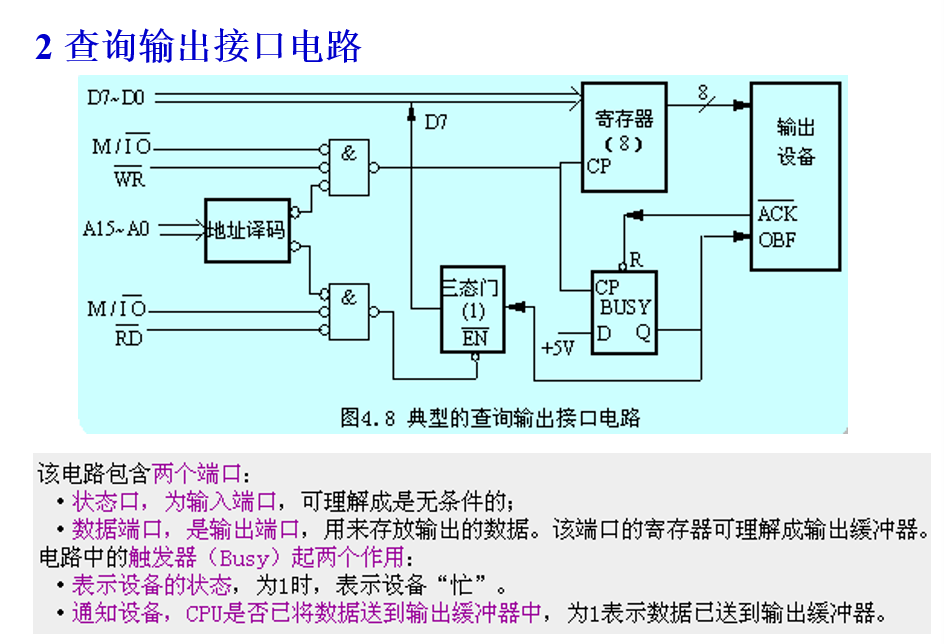 2 查询输出接口电路
D7~D0
8
寄存器
(8)
CP
输出
设备
D7
M/IO
WR
&
A15~A0
地址译码
ACK
OBF
R
M/IO
RD
&
三态门
(1)
EN
CP
BUSY
D Q
+5V
图4.8 典型的查询输出接口电路
该电路包含两个端口：
·状态口，为输入端口，可理解成是无条件的；
·数据端口，是输出端口，用来存放输出的数据。该端口的寄存器可理解成输出缓冲器。
电路中的触发器（Busy）起两个作用：
·表示设备的状态，为1时，表示设备“忙”。
·通知设备，CPU是否已将数据送到输出缓冲器中，为1表示数据已送到输出缓冲器。